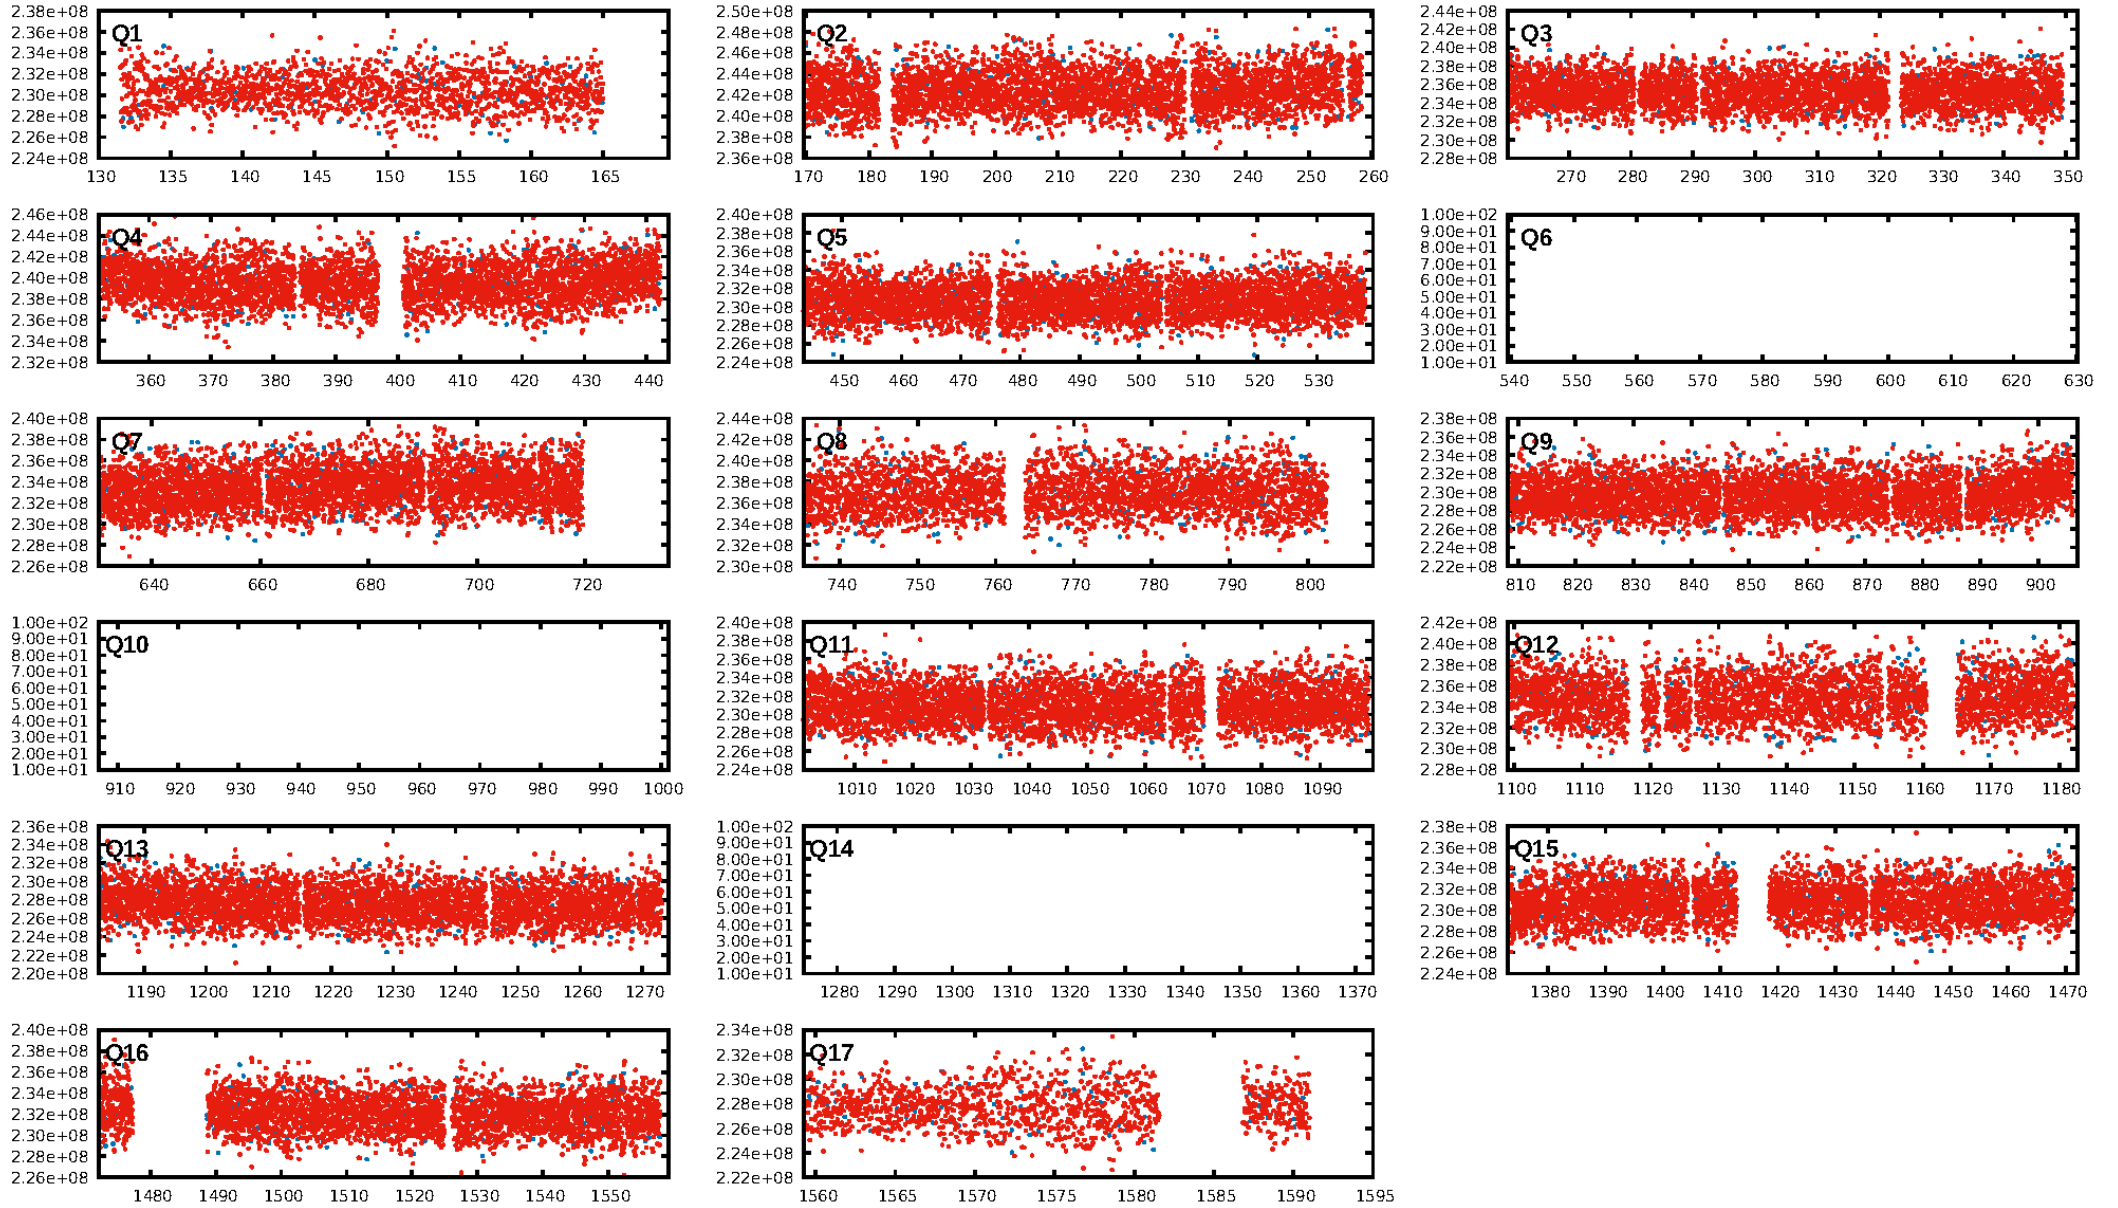 2.38e+08
2.36e+08
2.34e+08
2.32e+08
2.30e+08
2.28e+08
2.26e+08
2.24e+08
Q1
130 135 140 145 150 155 160 165
2.50e+08
2.48e+08
2.46e+08
2.44e+08
2.42e+08
2.40e+08
2.38e+08
2.36e+08
Q2
170 180 190 200 210 220 230 240 250 260
2.44e+08
2.42e+08
2.40e+08
2.38e+08
2.36e+08
2.34e+08
2.32e+08
2.30e+08
2.28e+08
Q3
270 280 290 300 310 320 330 340 350
2.46e+08
2.44e+08
2.42e+08
2.40e+08
2.38e+08
2.36e+08
2.34e+08
2.32e+08
Q4
360 370 380 390 400 410 420 430 440
2.40e+08
2.38e+08
2.36e+08
2.34e+08
2.32e+08
2.30e+08
2.28e+08
2.26e+08
2.24e+08
Q5
450 460 470 480 490 500 510 520 530
1.00e+02
9.00e+01
8.00e+01
7.00e+01
6.00e+01
5.00e+01
4.00e+01
3.00e+01
2.00e+01
1.00e+01
Q6
540 550 560 570 580 590 600 610 620 630
2.40e+08
2.38e+08
2.36e+08
2.34e+08
2.32e+08
2.30e+08
2.28e+08
2.26e+08
Q7
640 660 680 700 720
2.44e+08
2.42e+08
2.40e+08
2.38e+08
2.36e+08
2.34e+08
2.32e+08
2.30e+08
Q8
740 750 760 770 780 790 800
2.38e+08
2.36e+08
2.34e+08
2.32e+08
2.30e+08
2.28e+08
2.26e+08
2.24e+08
2.22e+08
Q9
810 820 830 840 850 860 870 880 890 900
1.00e+02
9.00e+01
8.00e+01
7.00e+01
6.00e+01
5.00e+01
4.00e+01
3.00e+01
2.00e+01
1.00e+01
Q10
910 920 930 940 950 960 970 980 990 1000
2.40e+08
2.38e+08
2.36e+08
2.34e+08
2.32e+08
2.30e+08
2.28e+08
2.26e+08
2.24e+08
Q11
1010 1020 1030 1040 1050 1060 1070 1080 1090
2.42e+08
2.40e+08
2.38e+08
2.36e+08
2.34e+08
2.32e+08
2.30e+08
2.28e+08
Q12
1100 1110 1120 1130 1140 1150 1160 1170 1180
2.36e+08
2.34e+08
2.32e+08
2.30e+08
2.28e+08
2.26e+08
2.24e+08
2.22e+08
2.20e+08
Q13
1190 1200 1210 1220 1230 1240 1250 1260 1270
1.00e+02
9.00e+01
8.00e+01
7.00e+01
6.00e+01
5.00e+01
4.00e+01
3.00e+01
2.00e+01
1.00e+01
Q14
1280 1290 1300 1310 1320 1330 1340 1350 1360 1370
2.38e+08
2.36e+08
2.34e+08
2.32e+08
2.30e+08
2.28e+08
2.26e+08
2.24e+08
Q15
1380 1390 1400 1410 1420 1430 1440 1450 1460 1470
2.40e+08
2.38e+08
2.36e+08
2.34e+08
2.32e+08
2.30e+08
2.28e+08
2.26e+08
Q16
1480 1490 1500 1510 1520 1530 1540 1550
2.34e+08
2.32e+08
2.30e+08
2.28e+08
2.26e+08
2.24e+08
2.22e+08
Q17
1560 1565 1570 1575 1580 1585 1590 1595